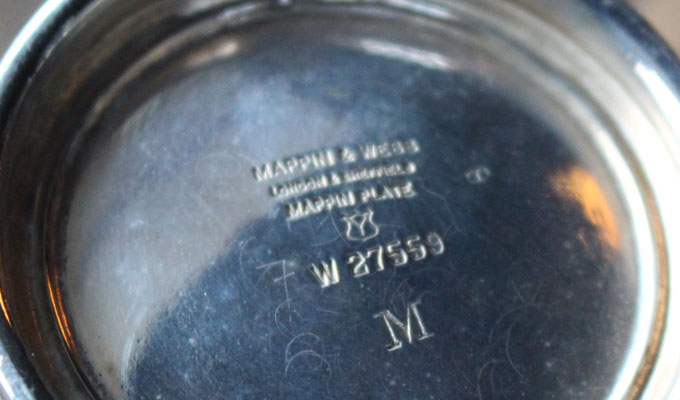 MAPPIN & WEBB
LONDON & SHEFFIELD
MAPPIN PLATE
W 27559
M